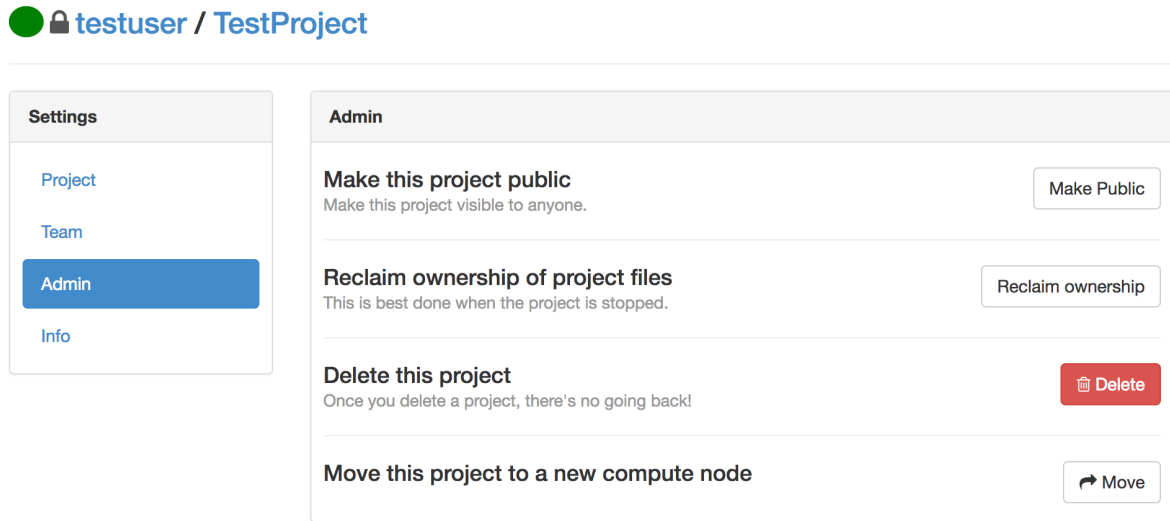 testuser / TestProject
Settings
Project
Team
Admin
Info
Admin
Make this project public
Make this project visible to anyone.
Make Public
Reclaim ownership of project files
This is best done when the project is stopped.
Reclaim ownership
Delete this project
Once you delete a project, there's no going back!
Delete
Move this project to a new compute node
Move